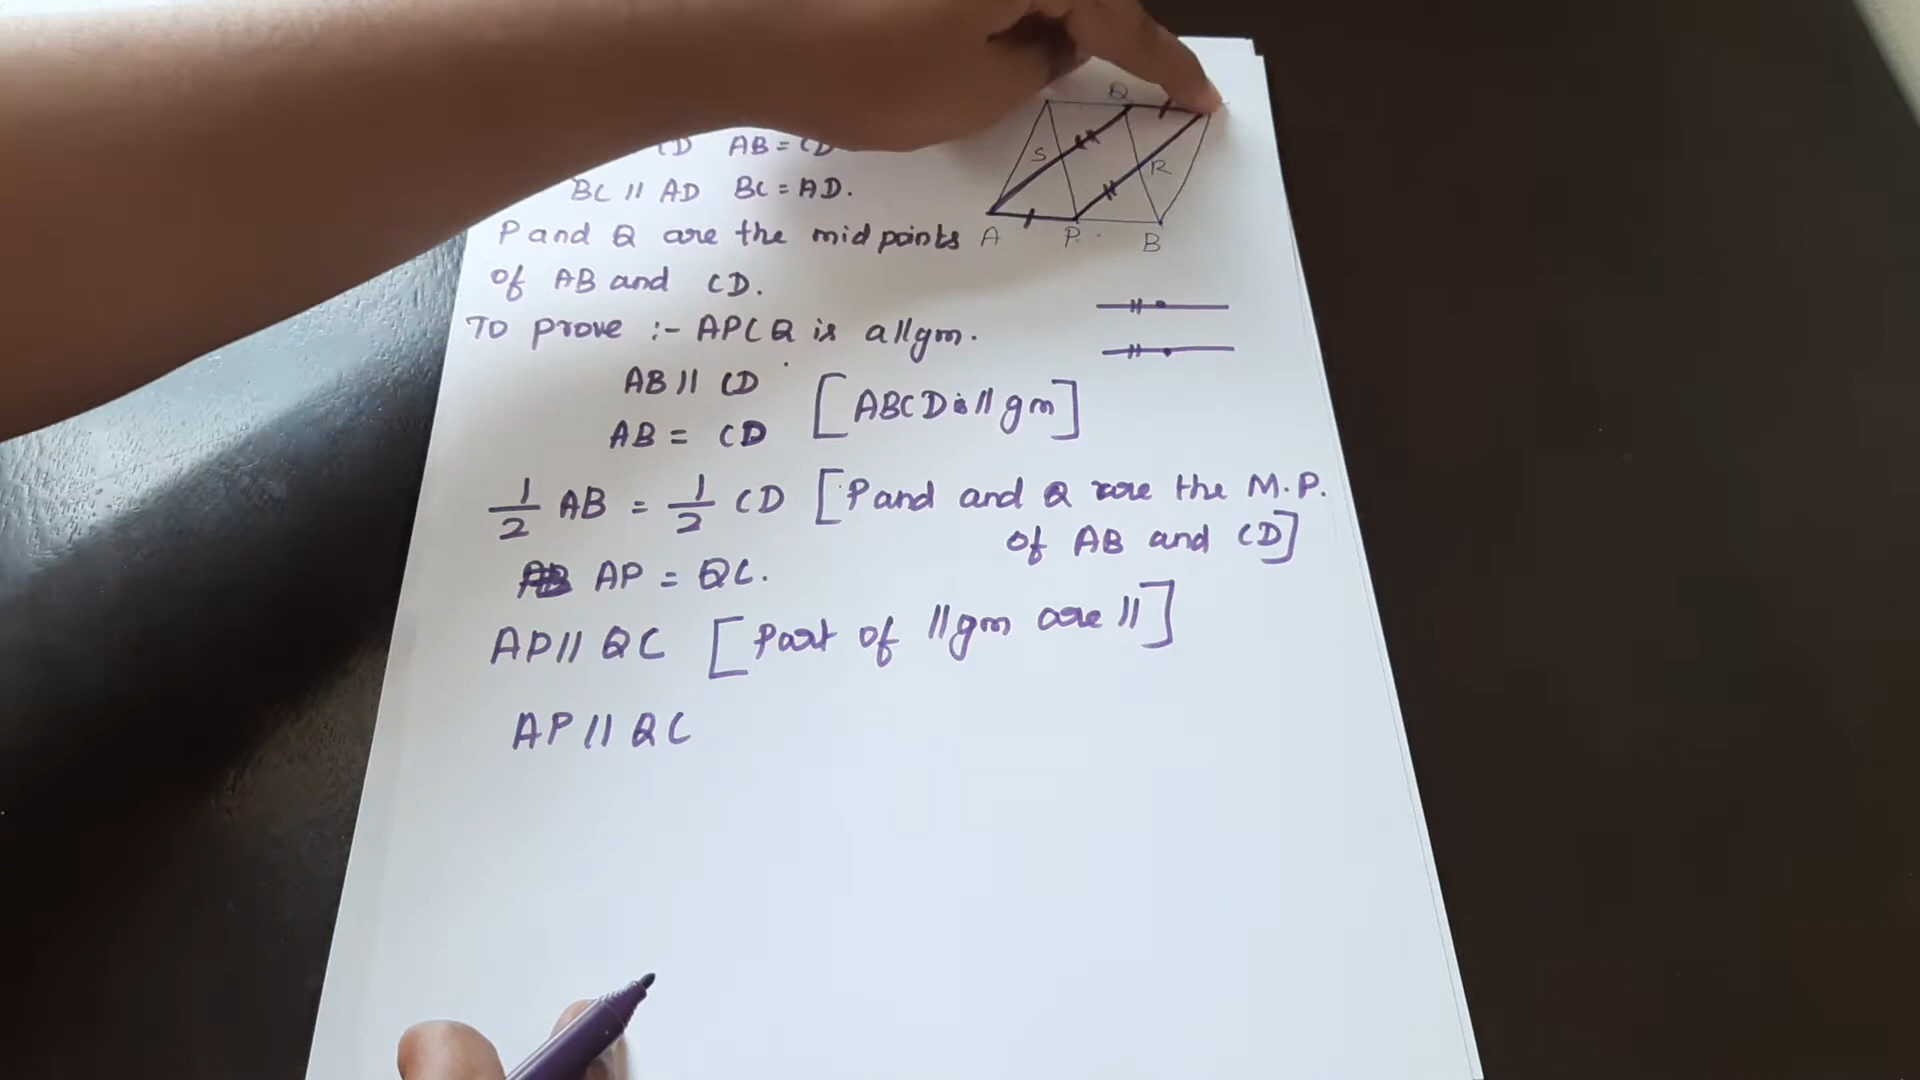 CD AB = CD
BC || AD BC = AD.
P and Q are the mid points
of AB and CD.
To prove :- APCQ is a ||gm.
AB || CD
AB = CD [ABCD is || gm]
1/2 AB = 1/2 CD [P and and Q are the M.P.
of AB and CD]
AP = QC.
AP || QC [Part of ||gm are ||]
AP || QC
Q
S
R
A P B